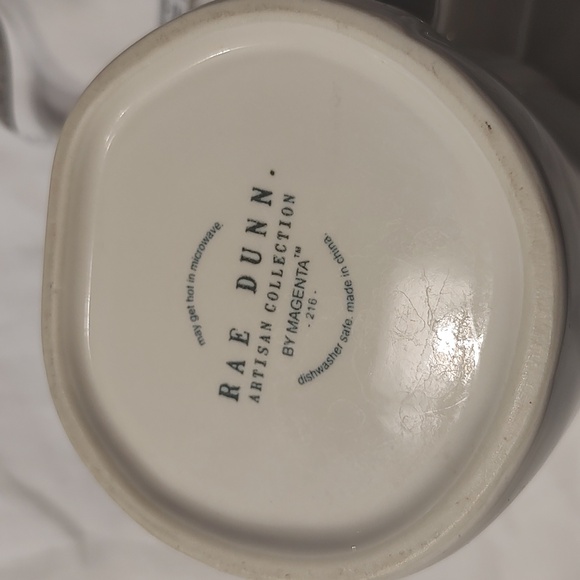 may get hot in microwave.
RAE DUNN.
ARTISAN COLLECTION
BY MAGENTA™
- 216 -
dishwasher safe. made in china.